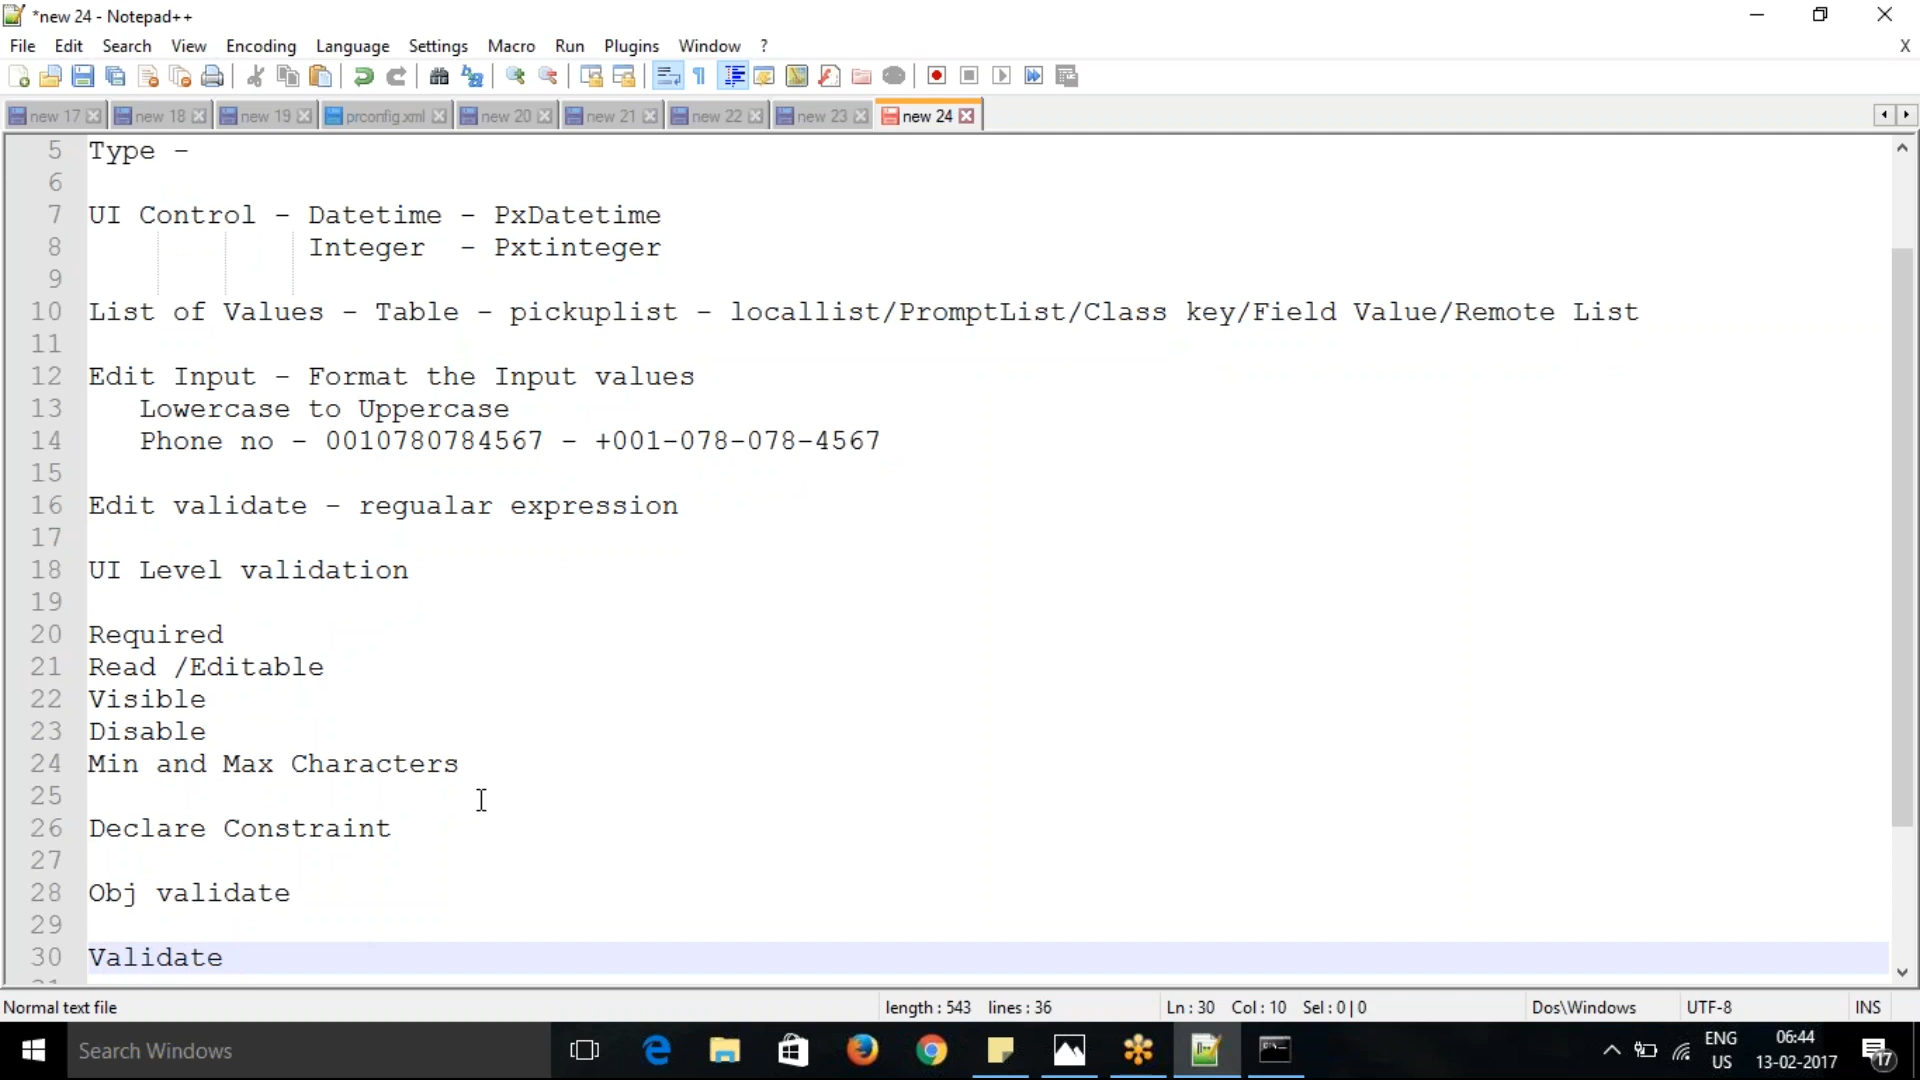 *new 24 - Notepad++
File Edit Search View Encoding Language Settings Macro Run Plugins Window ?
X
new 17 new 18 new 19 prconfig.xml new 20 new 21 new 22 new 23 new 24
5 Type -
6
7 UI Control - Datetime - PxDatetime
8 Integer - Pxtinteger
9
10 List of Values - Table - pickuplist - locallist/PromptList/Class key/Field Value/Remote List
11
12 Edit Input - Format the Input values
13 Lowercase to Uppercase
14 Phone no - 0010780784567 - +001-078-078-4567
15
16 Edit validate - regualar expression
17
18 UI Level validation
19
20 Required
21 Read /Editable
22 Visible
23 Disable
24 Min and Max Characters
25
26 Declare Constraint
27
28 Obj validate
29
30 Validate
Normal text file length : 543 lines : 36 Ln : 30 Col : 10 Sel : 0 | 0 Dos\Windows UTF-8 INS
Search Windows
ENG
US
06:44
13-02-2017
17